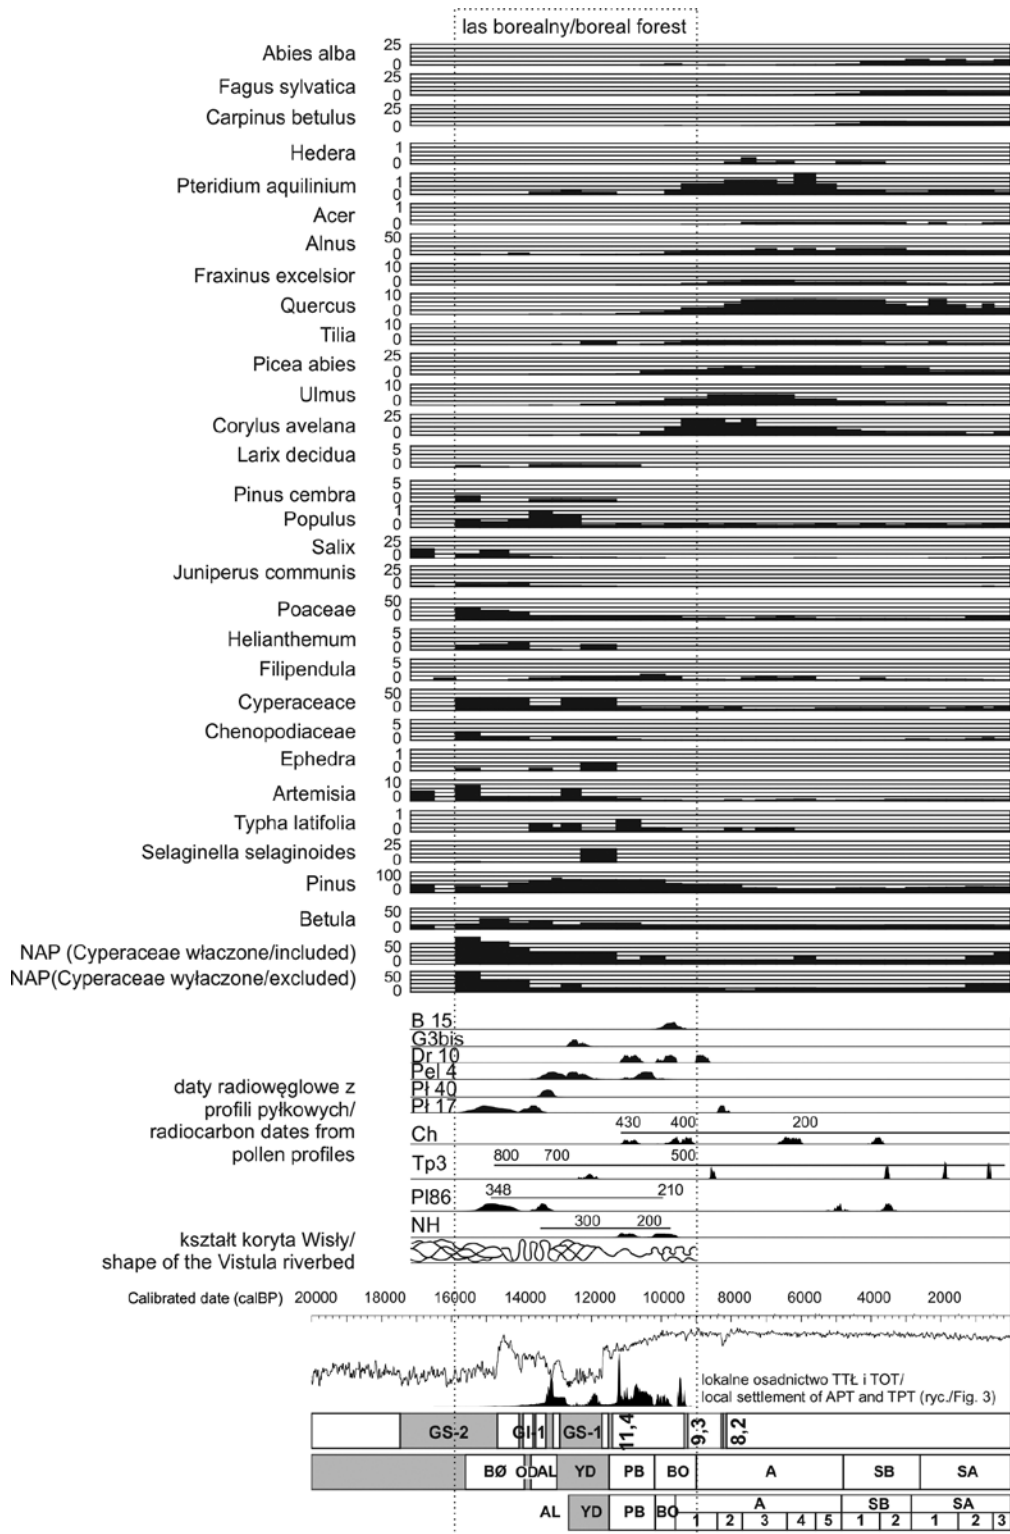 las borealny/boreal forest
Abies alba 25 0
Fagus sylvatica 25 0
Carpinus betulus 25 0
Hedera 1 0
Pteridium aquilinium 1 0
Acer 1 0
Alnus 50 0
Fraxinus excelsior 10 0
Quercus 10 0
Tilia 10 0
Picea abies 25 0
Ulmus 10 0
Corylus avelana 25 0
Larix decidua 5 0
Pinus cembra 5 0
Populus 1 0
Salix 25 0
Juniperus communis 25 0
Poaceae 50 0
Helianthemum 5 0
Filipendula 5 0
Cyperaceace 50 0
Chenopodiaceae 5 0
Ephedra 1 0
Artemisia 10 0
Typha latifolia 1 0
Selaginella selaginoides 25 0
Pinus 100 0
Betula 50 0
NAP (Cyperaceae właczone/included) 50 0
NAP(Cyperaceae wyłaczone/excluded) 50 0
daty radiowęglowe z
profili pyłkowych/
radiocarbon dates from
pollen profiles
B 15
G3bis
Dr 10
Pel 4
Pł 40
Pł 17
Ch 430 400 200
Tp3 800 700 500
Pl86 348 210
NH 300 200
kształt koryta Wisły/
shape of the Vistula riverbed
Calibrated date (calBP) 20000 18000 16000 14000 12000 10000 8000 6000 4000 2000
lokalne osadnictwo TTŁ i TOT/
local settlement of APT and TPT (ryc./Fig. 3)
GS-2 GI-1 GS-1 11,4 9,3 8,2
BØ OD AL YD PB BO A SB SA
AL YD PB BO A SB SA
1 2 3 4 5 1 2 1 2 3